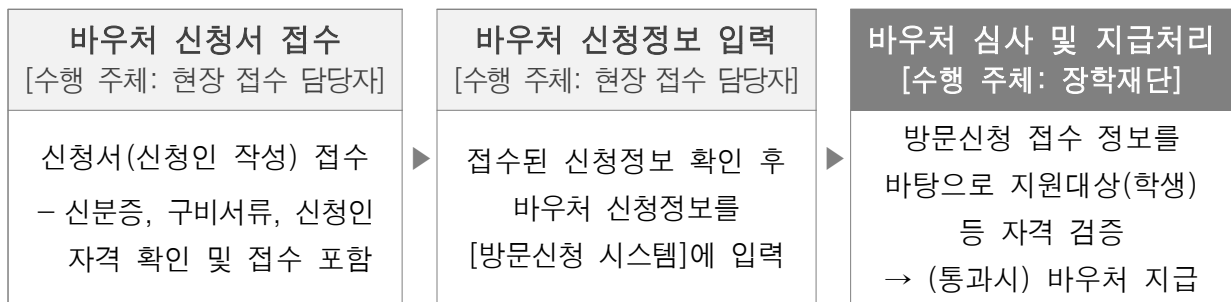 바우처 신청서 접수
[수행 주체: 현장 접수 담당자]
신청서(신청인 작성) 접수
– 신분증, 구비서류, 신청인
자격 확인 및 접수 포함
▶
바우처 신청정보 입력
[수행 주체: 현장 접수 담당자]
접수된 신청정보 확인 후
바우처 신청정보를
[방문신청 시스템]에 입력
▶
바우처 심사 및 지급처리
[수행 주체: 장학재단]
방문신청 접수 정보를
바탕으로 지원대상(학생)
등 자격 검증
→ (통과시) 바우처 지급